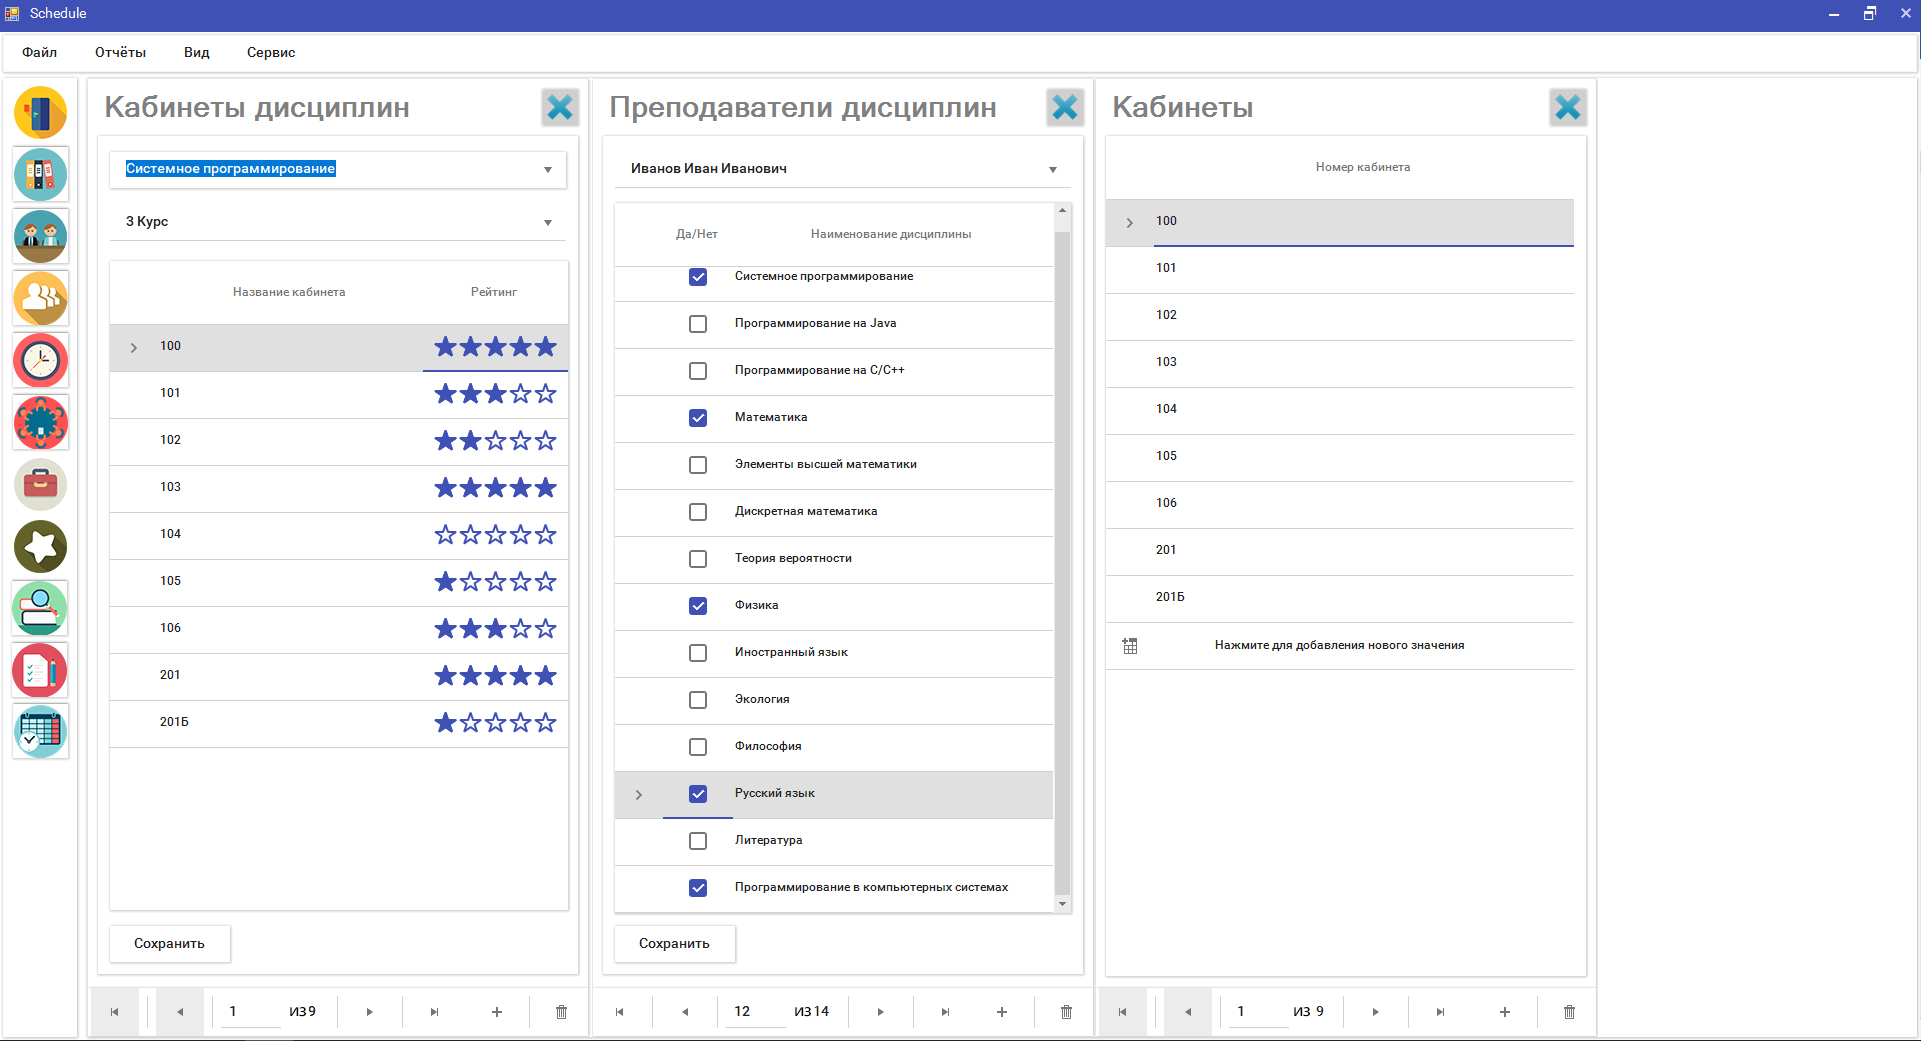 Schedule
Файл Отчёты Вид Сервис
Кабинеты дисциплин
Системное программирование
3 Курс
Название кабинета Рейтинг
100
101
102
103
104
105
106
201
201Б
Сохранить
1 из 9
Преподаватели дисциплин
Иванов Иван Иванович
Да/Нет Наименование дисциплины
Системное программирование
Программирование на Java
Программирование на C/C++
Математика
Элементы высшей математики
Дискретная математика
Теория вероятности
Физика
Иностранный язык
Экология
Философия
Русский язык
Литература
Программирование в компьютерных системах
Сохранить
12 из 14
Кабинеты
Номер кабинета
100
101
102
103
104
105
106
201
201Б
Нажмите для добавления нового значения
1 из 9